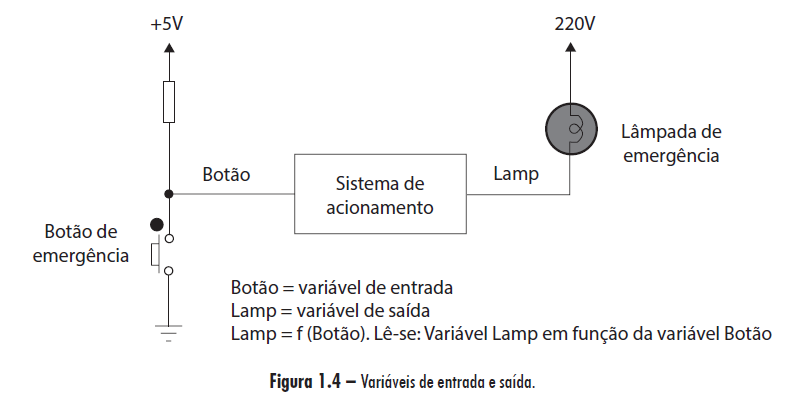 +5V
220V
Lâmpada de
emergência
Botão
Sistema de
acionamento
Lamp
Botão de
emergência
Botão = variável de entrada
Lamp = variável de saída
Lamp = f (Botão). Lê-se: Variável Lamp em função da variável Botão
Figura 1.4 – Variáveis de entrada e saída.